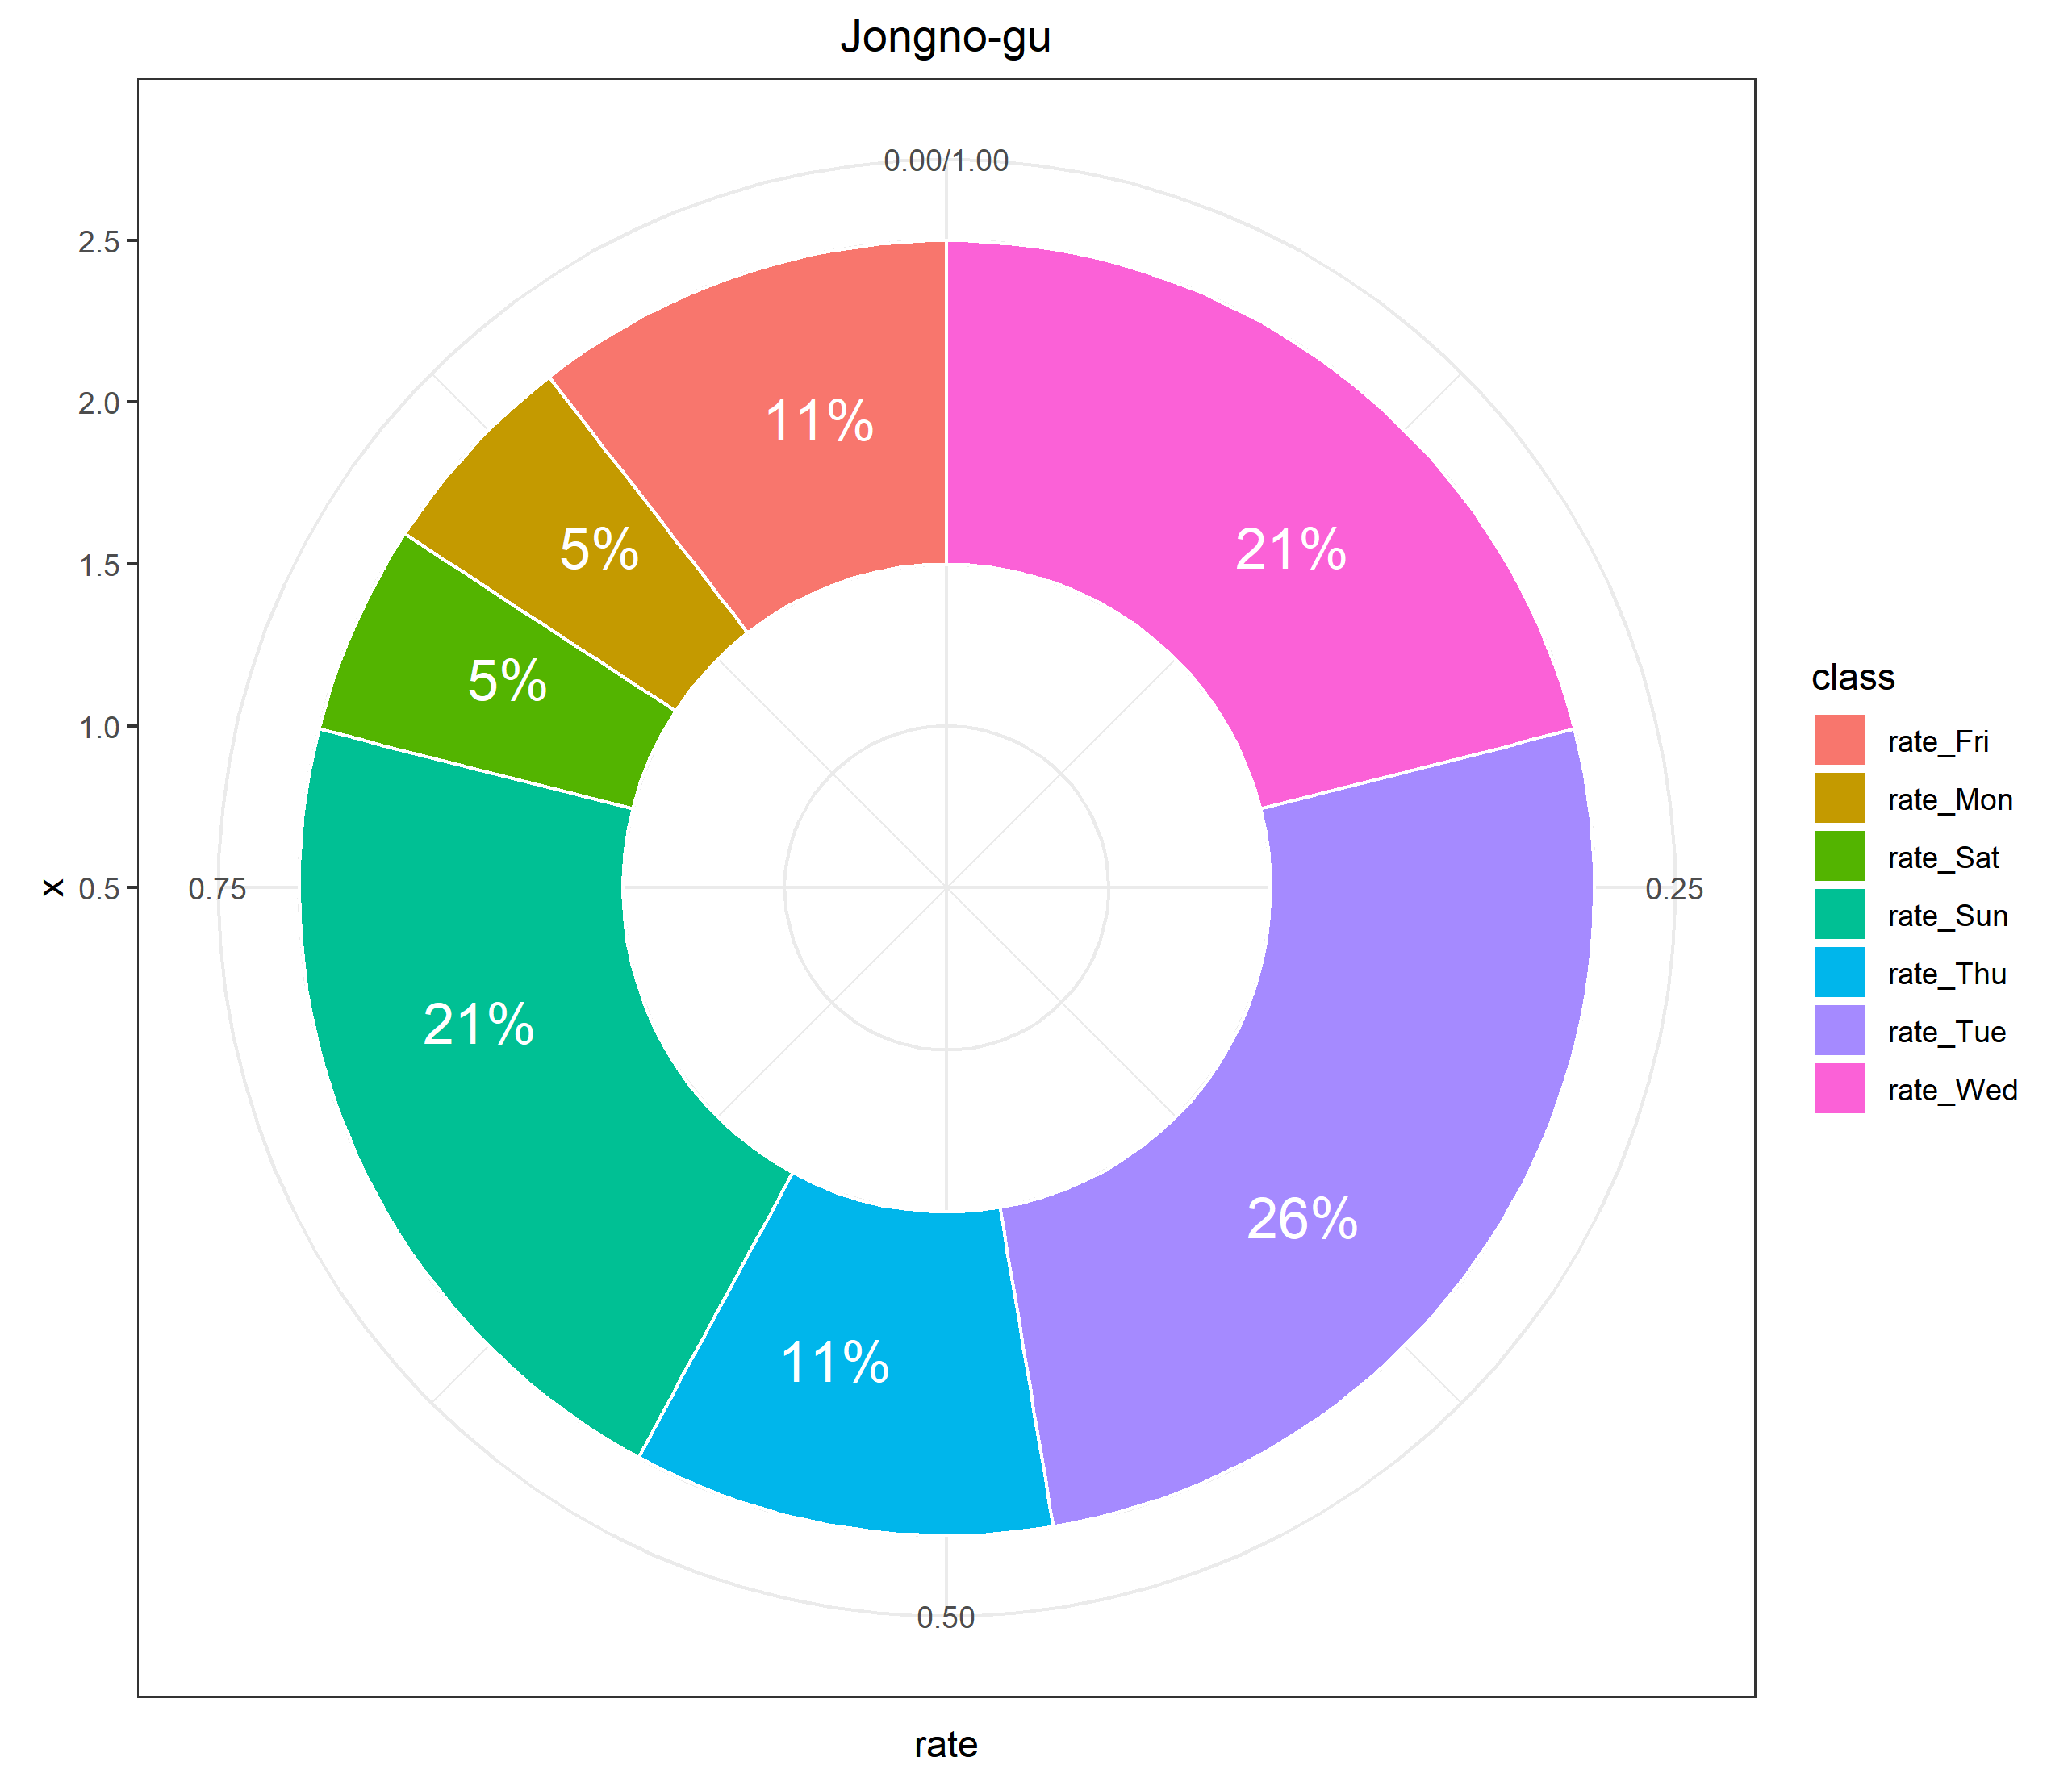 Jongno-gu
0.00/1.00
2.5
2.0
1.5
1.0
x 0.5
0.75
0.25
0.50
11%
21%
5%
5%
21%
26%
11%
rate
class
rate_Fri
rate_Mon
rate_Sat
rate_Sun
rate_Thu
rate_Tue
rate_Wed